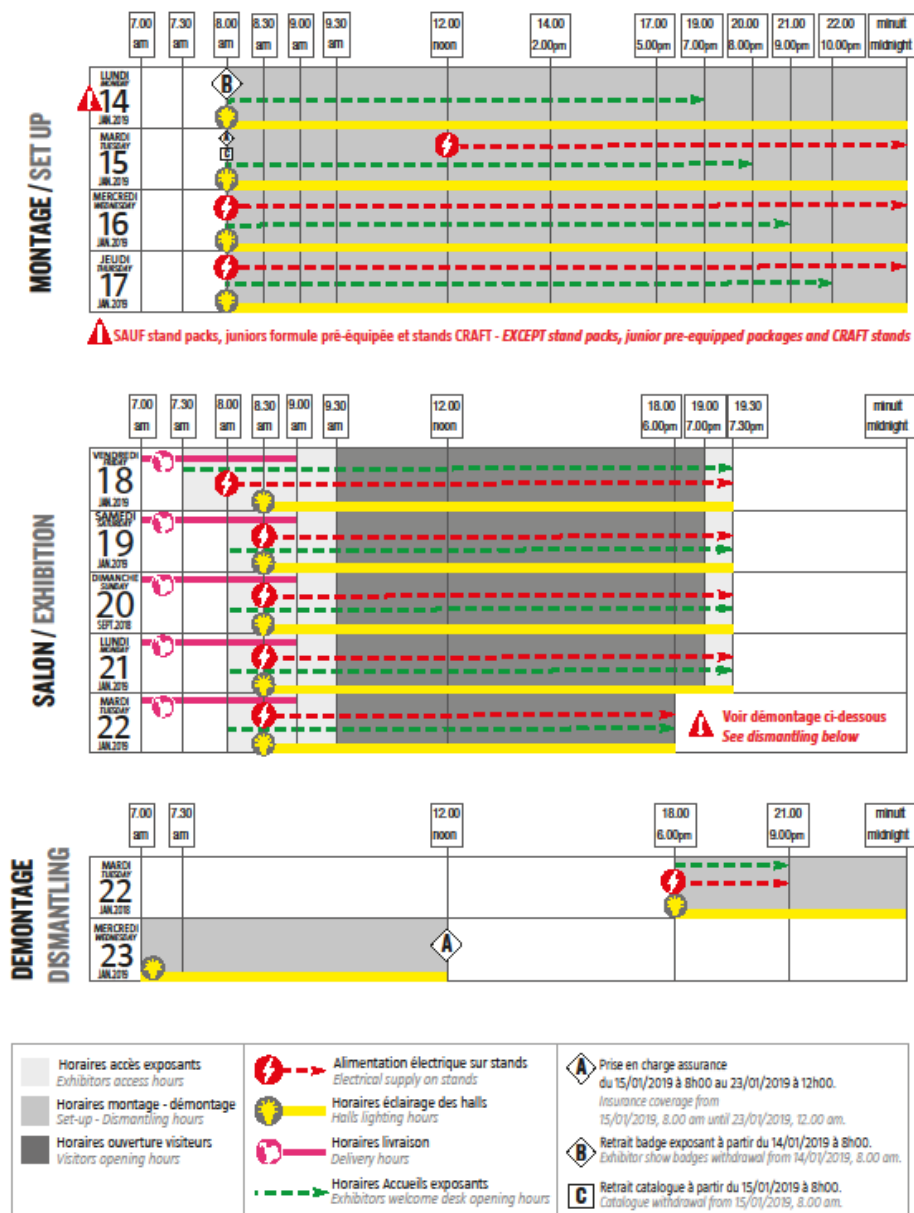 7.00 7.30 8.00 8.30 9.00 9.30 12.00 14.00 17.00 19.00 20.00 21.00 22.00 minuit
am am am am am am noon 2.00pm 5.00pm 7.00pm 8.00pm 9.00pm 10.00pm midnight
MONTAGE / SET UP
LUNDI
MONDAY
14
JAN.2019
B
MARDI
TUESDAY
15
JAN.2019
A
C
MERCREDI
WEDNESDAY
16
JAN.2019
JEUDI
THURSDAY
17
JAN.2019
SAUF stand packs, juniors formule pré-équipée et stands CRAFT - EXCEPT stand packs, junior pre-equipped packages and CRAFT stands
7.00 7.30 8.00 8.30 9.00 9.30 12.00 18.00 19.00 19.30 minuit
am am am am am am noon 6.00pm 7.00pm 7.30pm midnight
SALON / EXHIBITION
VENDREDI
FRIDAY
18
JAN.2019
SAMEDI
SATURDAY
19
JAN.2019
DIMANCHE
SUNDAY
20
SEPT.2018
LUNDI
MONDAY
21
JAN.2019
MARDI
TUESDAY
22
JAN.2019
Voir démontage ci-dessous
See dismantling below
7.00 7.30 12.00 18.00 21.00 minuit
am am noon 6.00pm 9.00pm midnight
DEMONTAGE
DISMANTLING
MARDI
TUESDAY
22
JAN.2018
MERCREDI
WEDNESDAY
23
JAN.2019
A
Horaires accès exposants
Exhibitors access hours
Horaires montage - démontage
Set-up - Dismantling hours
Horaires ouverture visiteurs
Visitors opening hours
Alimentation électrique sur stands
Electrical supply on stands
Horaires éclairage des halls
Halls lighting hours
Horaires livraison
Delivery hours
Horaires Accueils exposants
Exhibitors welcome desk opening hours
A
Prise en charge assurance
du 15/01/2019 à 8h00 au 23/01/2019 à 12h00.
Insurance coverage from
15/01/2019, 8.00 am until 23/01/2019, 12.00 am.
B
Retrait badge exposant à partir du 14/01/2019 à 8h00.
Exhibitor show badges withdrawal from 14/01/2019, 8.00 am.
C
Retrait catalogue à partir du 15/01/2019 à 8h00.
Catalogue withdrawal from 15/01/2019, 8.00 am.